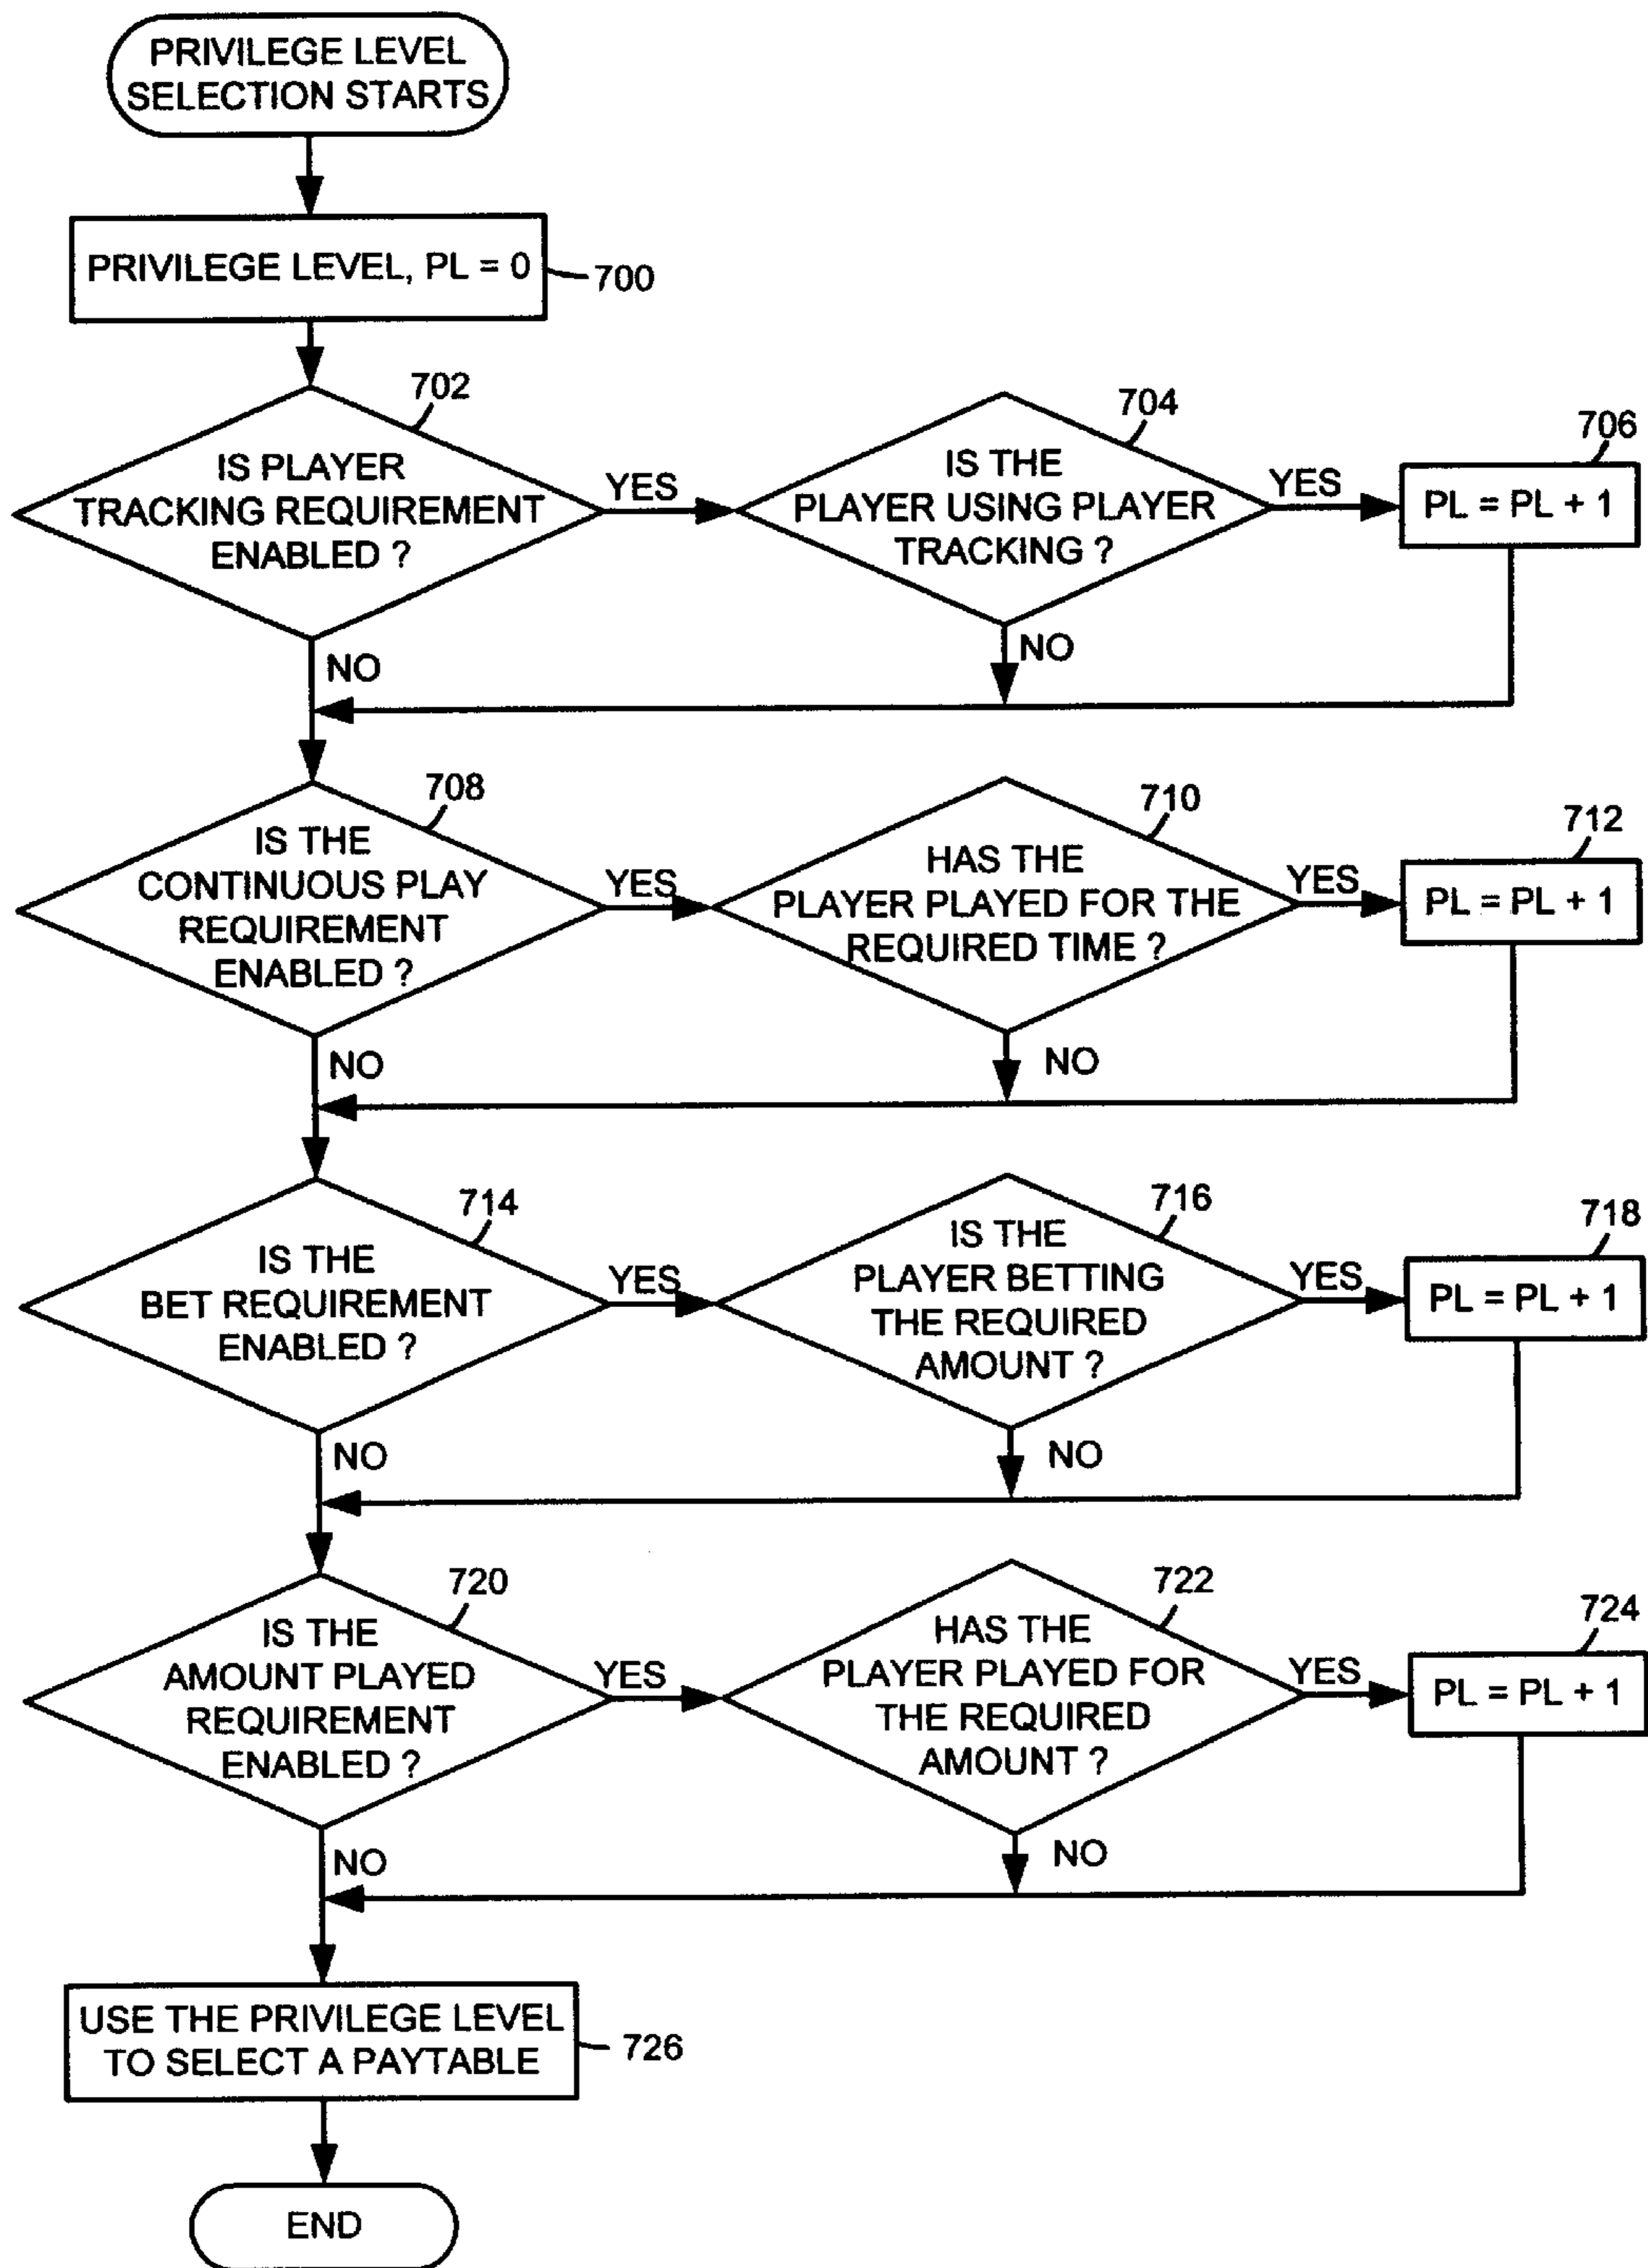 PRIVILEGE LEVEL
SELECTION STARTS
PRIVILEGE LEVEL, PL = 0
700
702
IS PLAYER
TRACKING REQUIREMENT
ENABLED ?
YES
NO
704
IS THE
PLAYER USING PLAYER
TRACKING ?
YES
NO
706
PL = PL + 1
708
IS THE
CONTINUOUS PLAY
REQUIREMENT
ENABLED ?
YES
NO
710
HAS THE
PLAYER PLAYED FOR THE
REQUIRED TIME ?
YES
NO
712
PL = PL + 1
714
IS THE
BET REQUIREMENT
ENABLED ?
YES
NO
716
IS THE
PLAYER BETTING
THE REQUIRED
AMOUNT ?
YES
NO
718
PL = PL + 1
720
IS THE
AMOUNT PLAYED
REQUIREMENT
ENABLED ?
YES
NO
722
HAS THE
PLAYER PLAYED FOR
THE REQUIRED
AMOUNT ?
YES
NO
724
PL = PL + 1
USE THE PRIVILEGE LEVEL
TO SELECT A PAYTABLE
726
END